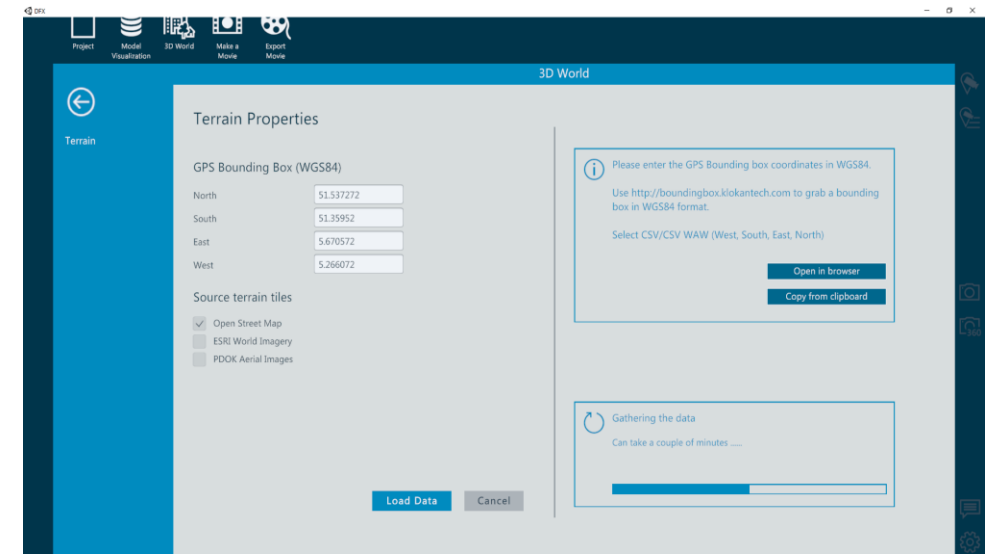 DFX
Project
Model
Visualization
3D World
Make a
Movie
Export
Movie
3D World
Terrain
Terrain Properties
GPS Bounding Box (WGS84)
North 51.537272
South 51.35952
East 5.670572
West 5.266072
Source terrain tiles
Open Street Map
ESRI World Imagery
PDOK Aerial Images
Load Data
Cancel
Please enter the GPS Bounding box coordinates in WGS84.
Use http://boundingbox.klokantech.com to grab a bounding
box in WGS84 format.
Select CSV/CSV WAW (West, South, East, North)
Open in browser
Copy from clipboard
Gathering the data
Can take a couple of minutes .....
360